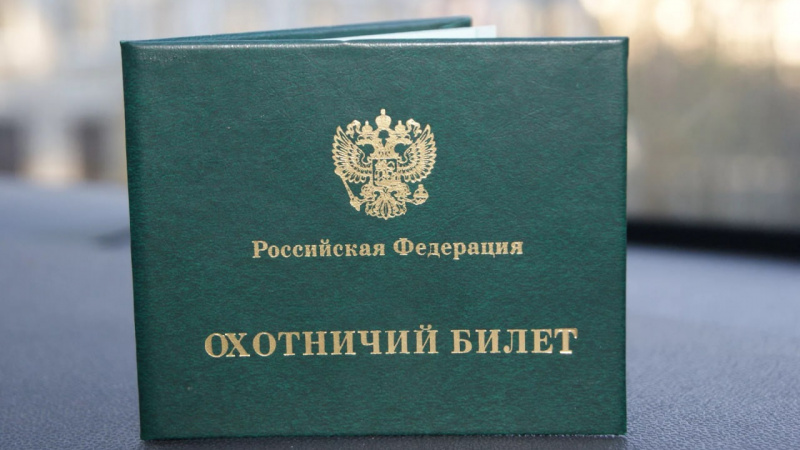 Российская Федерация
ОХОТНИЧИЙ БИЛЕТ